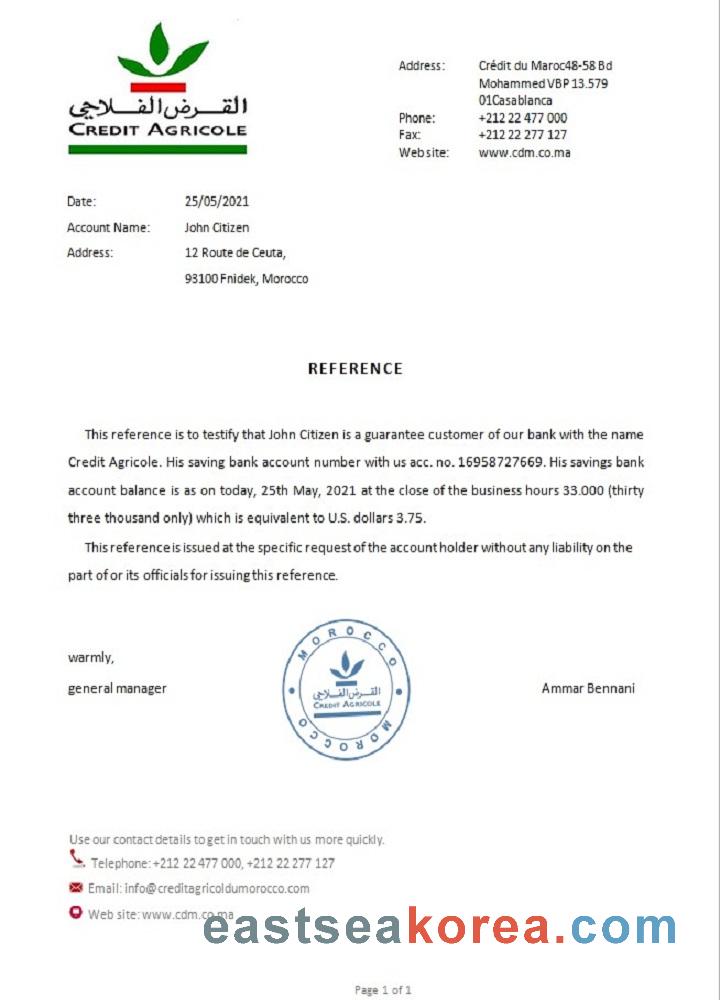 القرض الفلاحي
CREDIT AGRICOLE
Address: Crédit du Maroc48-58 Bd
Mohammed VBP 13.579
01Casablanca
Phone: +212 22 477 000
Fax: +212 22 277 127
Website: www.cdm.co.ma
Date: 25/05/2021
Account Name: John Citizen
Address: 12 Route de Ceuta,
93100 Fnidek, Morocco
REFERENCE
This reference is to testify that John Citizen is a guarantee customer of our bank with the name
Credit Agricole. His saving bank account number with us acc. no. 16958727669. His savings bank
account balance is as on today, 25th May, 2021 at the close of the business hours 33.000 (thirty
three thousand only) which is equivalent to U.S. dollars 3.75.
This reference is issued at the specific request of the account holder without any liability on the
part of or its officials for issuing this reference.
warmly,
general manager
MOROCCO
القرض الفلاحي
CREDIT AGRICOLE
MOROCCO
Ammar Bennani
Use our contact details to get in touch with us more quickly.
Telephone: +212 22 477 000, +212 22 277 127
Email: info@creditagricoldumorocco.com
Web site: www.cdm.co.ma
eastseakorea.com
Page 1 of 1